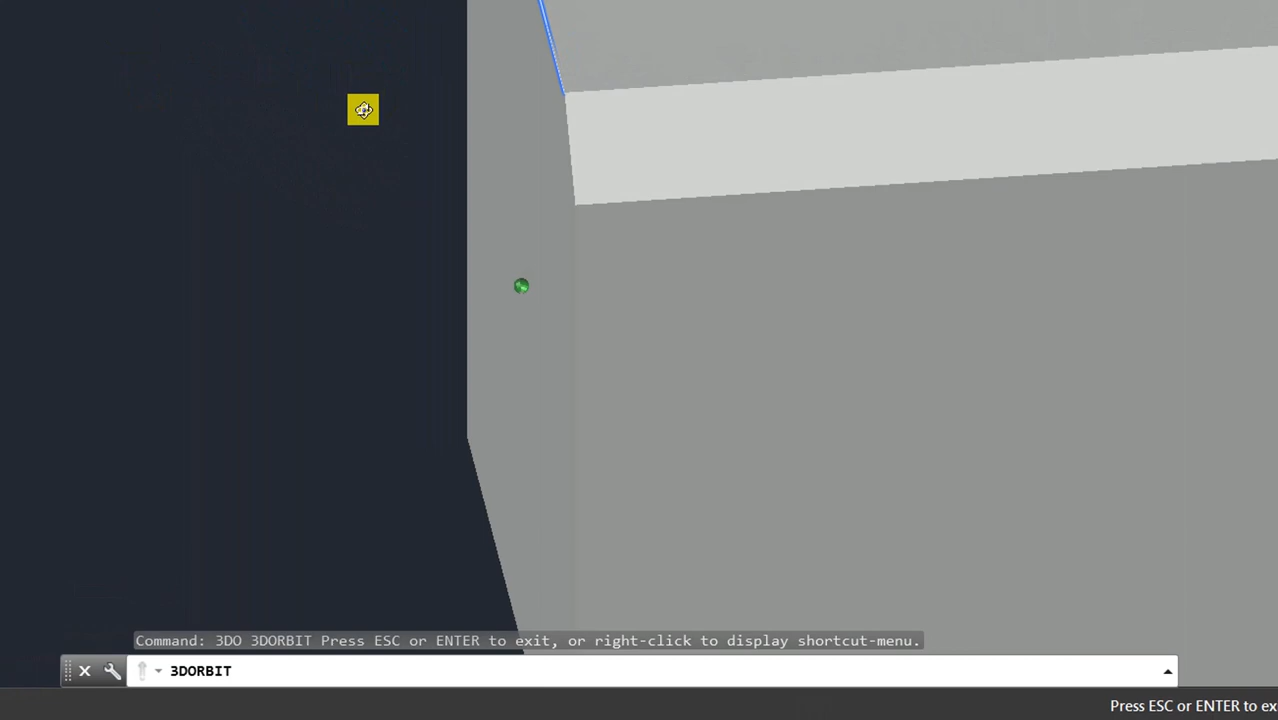 Command: 3DO 3DORBIT Press ESC or ENTER to exit, or right-click to display shortcut-menu.
3DORBIT
Press ESC or ENTER to ex